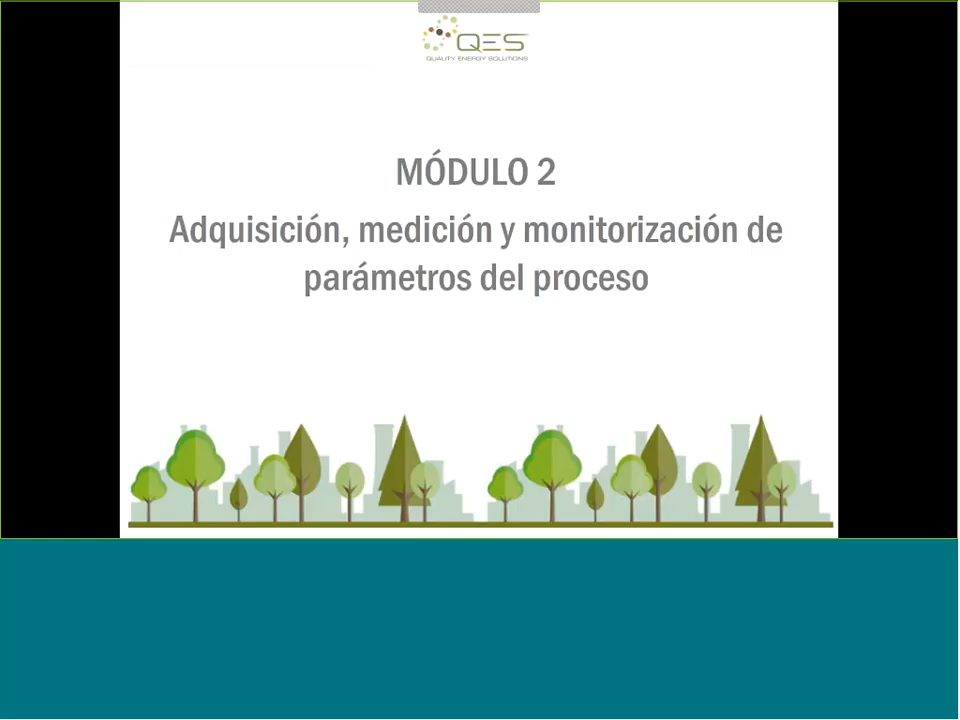 QES
QUALITY ENERGY SOLUTIONS
MÓDULO 2
Adquisición, medición y monitorización de
parámetros del proceso